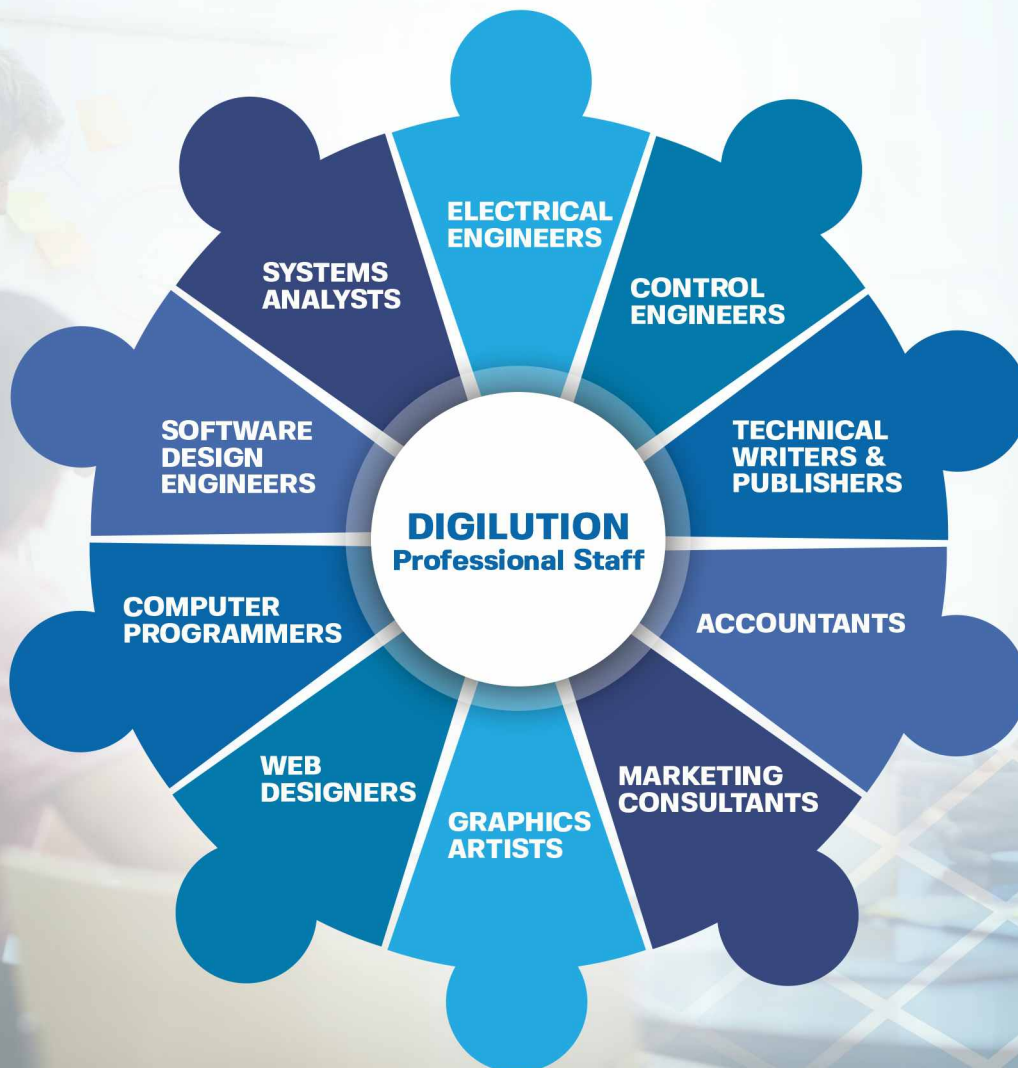 ELECTRICAL
ENGINEERS
CONTROL
ENGINEERS
TECHNICAL
WRITERS &
PUBLISHERS
ACCOUNTANTS
MARKETING
CONSULTANTS
GRAPHICS
ARTISTS
WEB
DESIGNERS
COMPUTER
PROGRAMMERS
SOFTWARE
DESIGN
ENGINEERS
SYSTEMS
ANALYSTS
DIGILUTION
Professional Staff